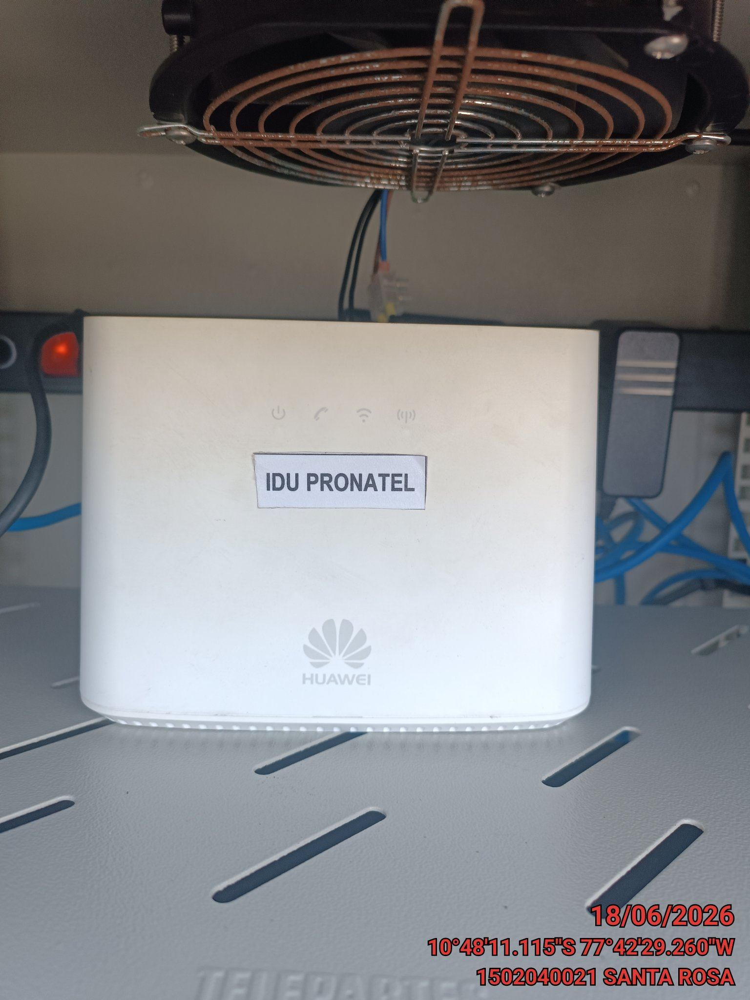 IDU PRONATEL
HUAWEI
18/06/2026
10°48'11.115"S 77°42'29.260"W
1502040021 SANTA ROSA